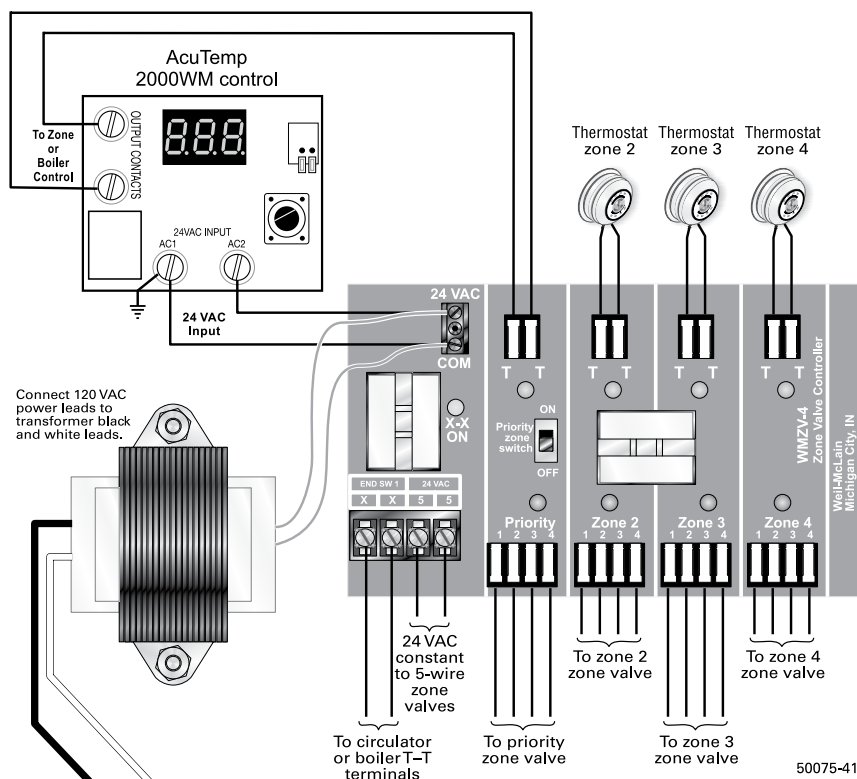 AcuTemp
2000WM control
To Zone
or
Boiler
Control
OUTPUT CONTACTS
8.8.8.
24VAC INPUT
AC1
AC2
24 VAC
Input
Thermostat
zone 2
Thermostat
zone 3
Thermostat
zone 4
24 VAC
COM
X-X
ON
T T
T T
T T
T T
Connect 120 VAC
power leads to
transformer black
and white leads.
Priority
zone
switch
ON
OFF
WMZV-4
Zone Valve Controller
Weil-McLain
Michigan City, IN
END SW 1
24 VAC
X X 5 5
Priority
1 2 3 4
Zone 2
1 2 3 4
Zone 3
1 2 3 4
Zone 4
1 2 3 4
24 VAC
constant
to 5-wire
zone
valves
To circulator
or boiler T–T
terminals
To priority
zone valve
To zone 2
zone valve
To zone 3
zone valve
To zone 4
zone valve
50075-41